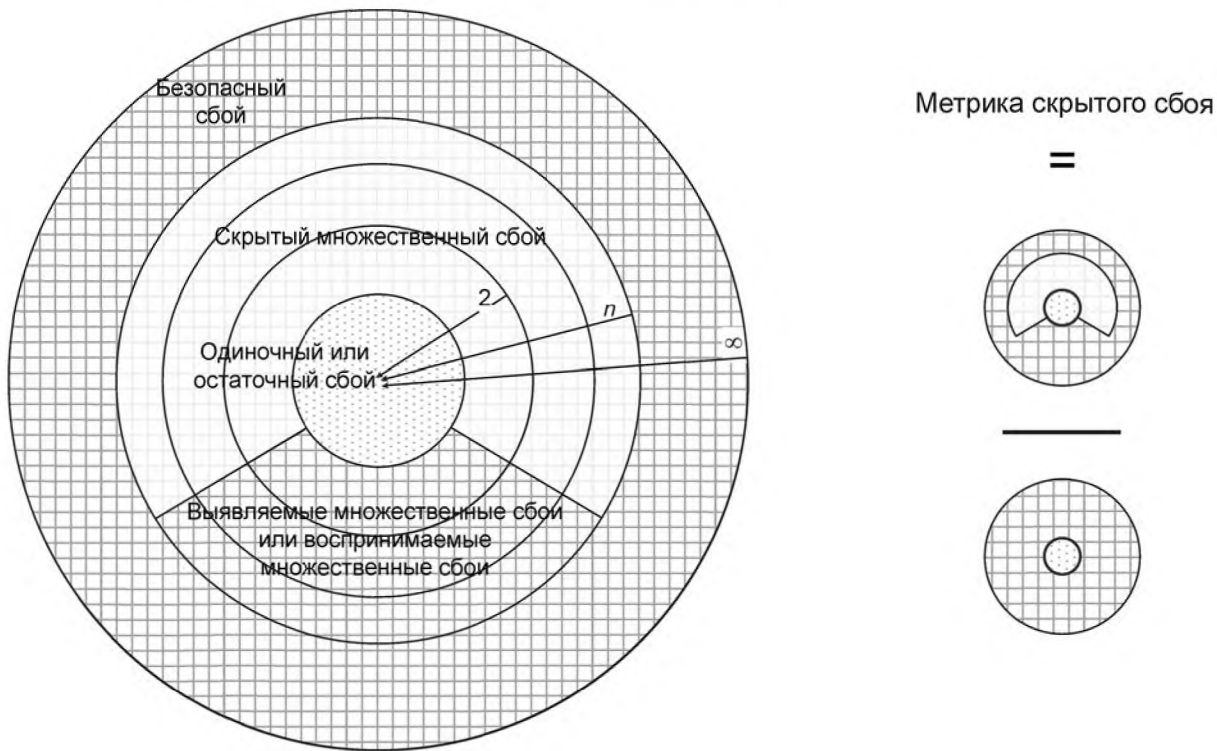 Безопасный
сбой
Скрытый множественный сбой
2
n
∞
Одиночный или
остаточный сбой
Выявляемые множественные сбои
или воспринимаемые
множественные сбои
Метрика скрытого сбоя
=